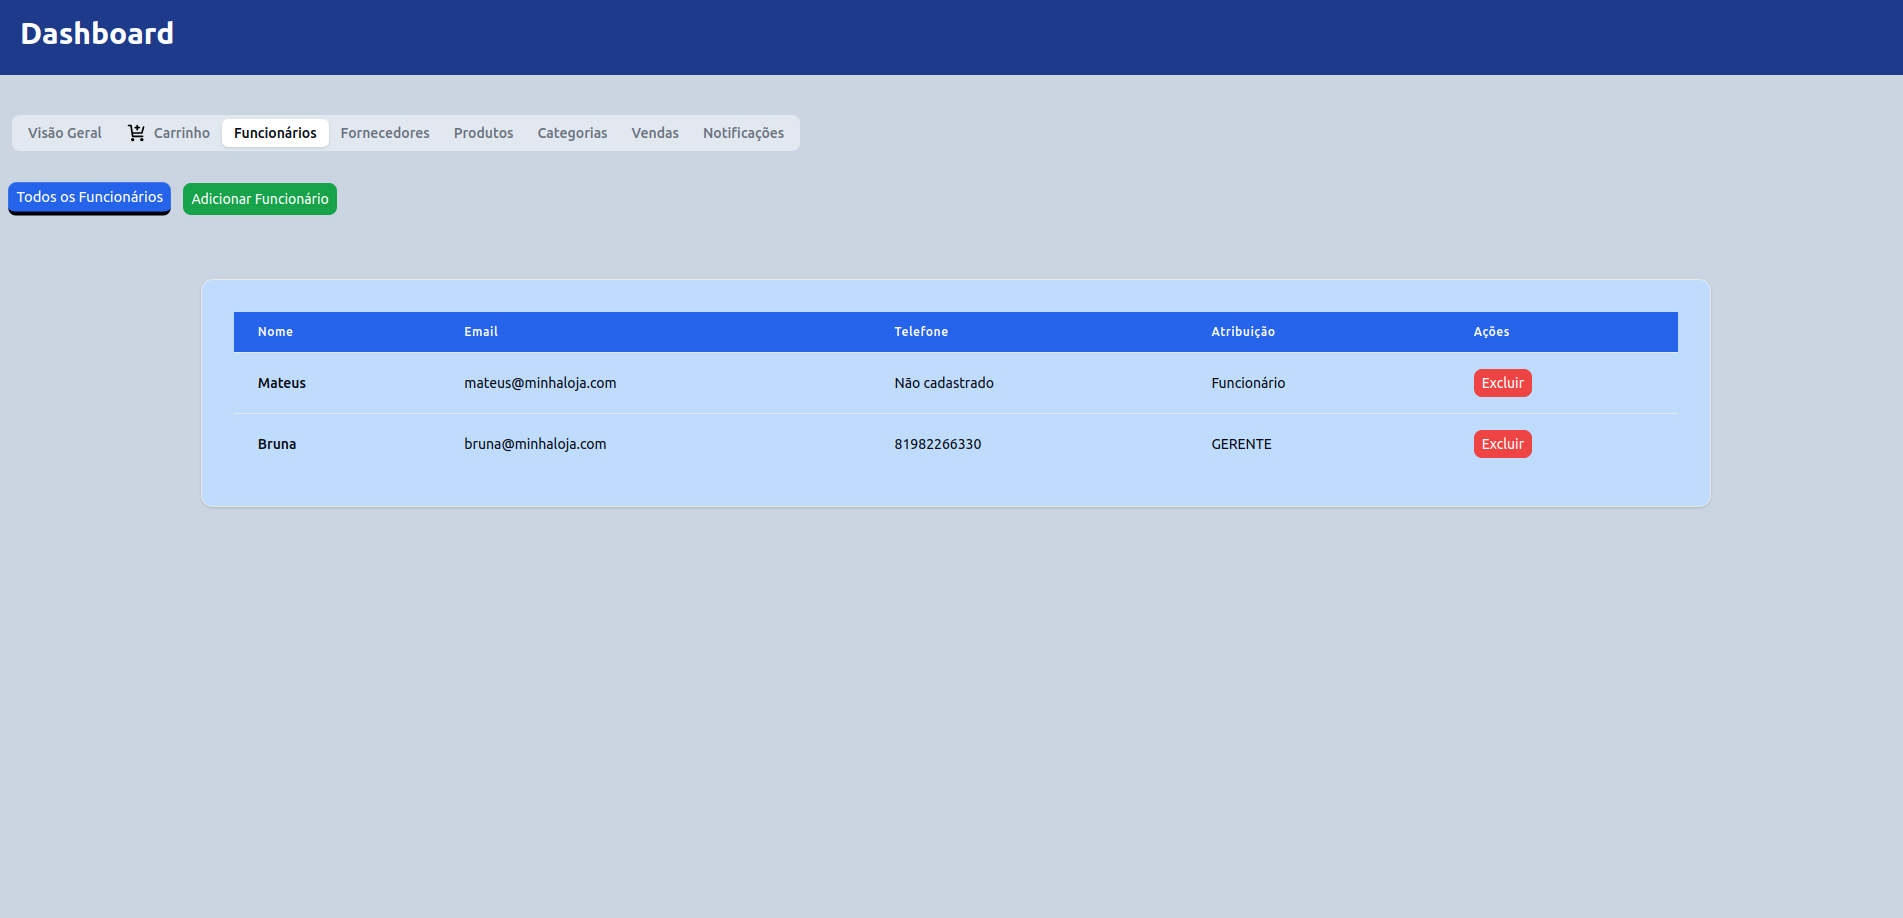 Dashboard
Visão Geral Carrinho Funcionários Fornecedores Produtos Categorias Vendas Notificações
Todos os Funcionários Adicionar Funcionário
Nome Email Telefone Atribuição Ações
Mateus mateus@minhaloja.com Não cadastrado Funcionário Excluir
Bruna bruna@minhaloja.com 81982266330 GERENTE Excluir